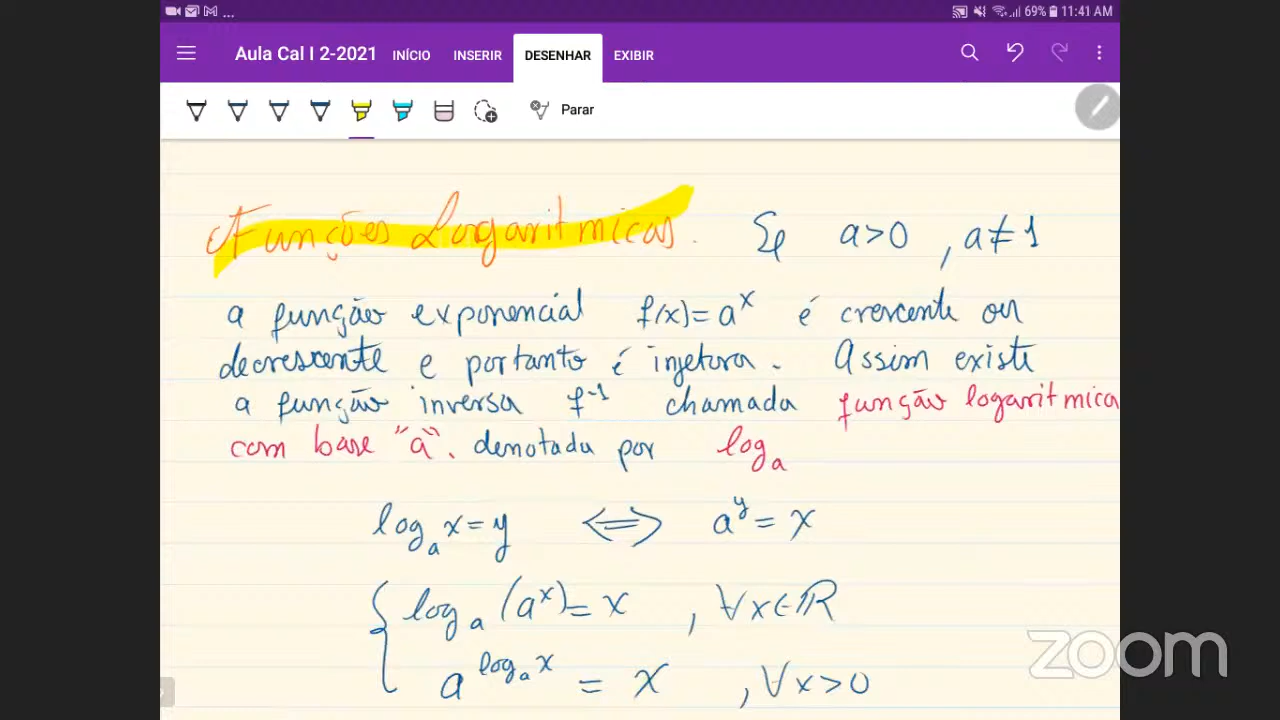 69% 11:41 AM
Aula Cal I 2-2021 INÍCIO INSERIR DESENHAR EXIBIR
Parar
Funções Logaritmicas. Se a>0, a≠1
a função exponencial f(x)=a^x é crescente ou
decrescente e portanto é injetora. Assim existe
a função inversa f^-1 chamada função logaritmica
com base "a". denotada por log_a
log_a x=y ⟺ a^y=x
{ log_a (a^x)=x , ∀x∈ℝ
a^{log_a x} = x , ∀x>0
zoom